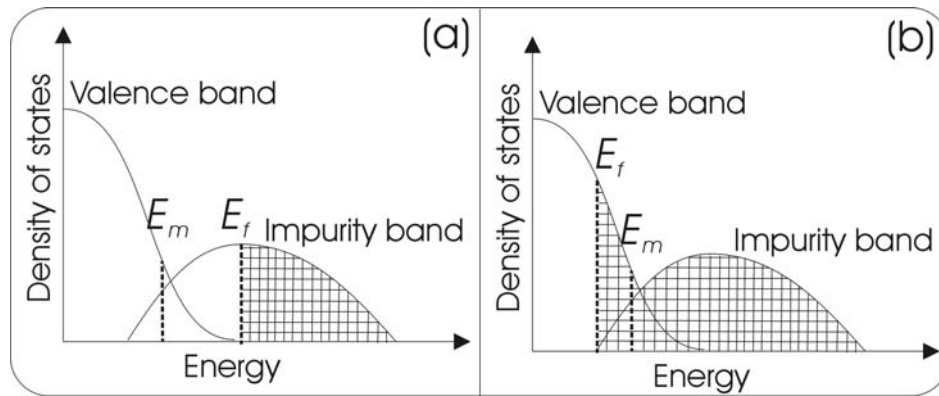 (a)
Valence band
E_m
E_f
Impurity band
Density of states
Energy
(b)
Valence band
E_f
E_m
Impurity band
Density of states
Energy